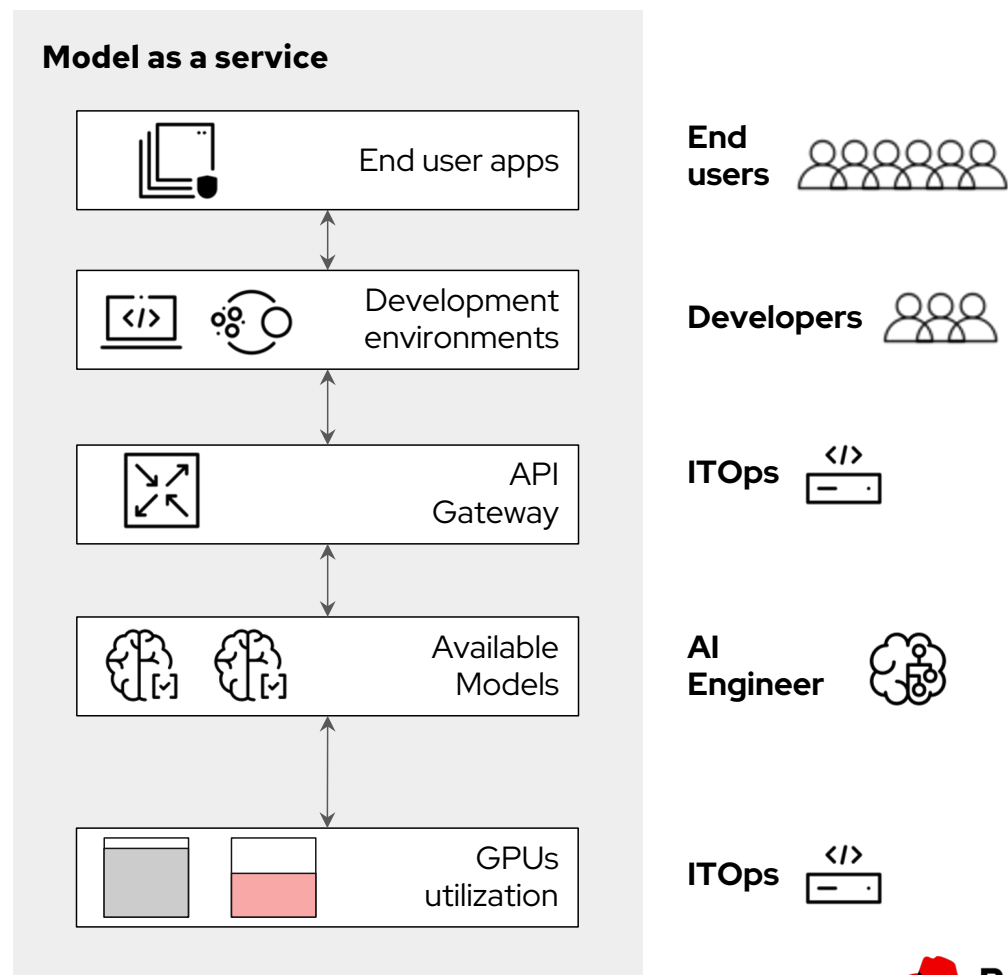 Model as a service
End user apps
End
users
Development
environments
</>
Developers
API
Gateway
ITOps
</>
Available
Models
AI
Engineer
GPUs
utilization
ITOps
</>